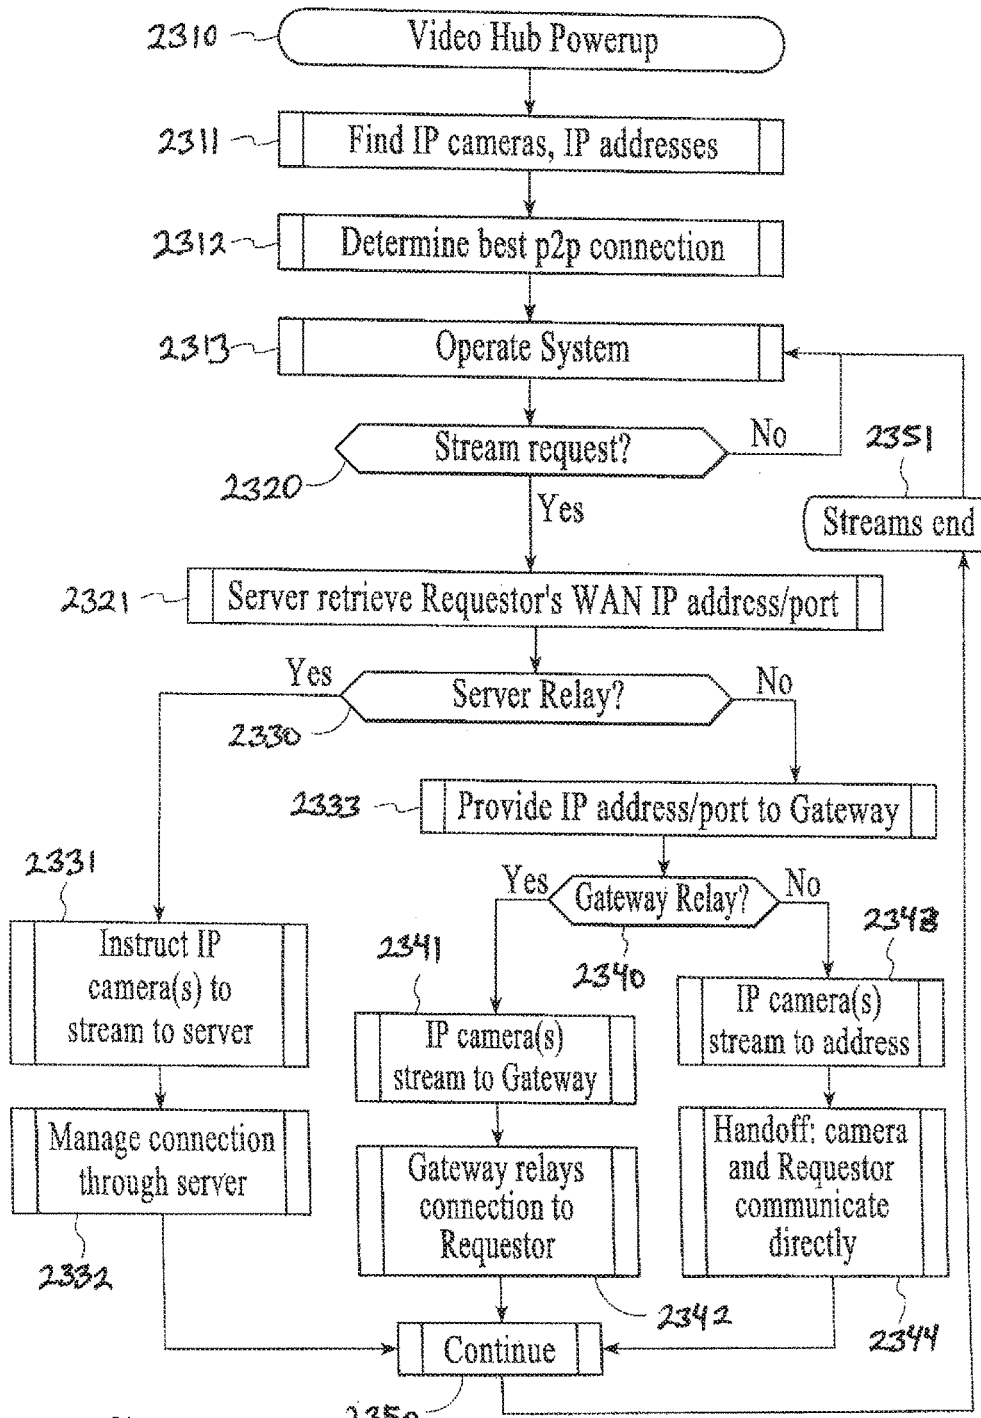 2310
Video Hub Powerup
2311
Find IP cameras, IP addresses
2312
Determine best p2p connection
2313
Operate System
Stream request?
No
2320
Yes
2351
Streams end
2321
Server retrieve Requestor's WAN IP address/port
Yes
Server Relay?
No
2330
2333
Provide IP address/port to Gateway
2331
Yes
Gateway Relay?
No
2340
Instruct IP
camera(s) to
stream to server
2341
IP camera(s)
stream to Gateway
2343
IP camera(s)
stream to address
Manage connection
through server
2332
Gateway relays
connection to
Requestor
2342
Handoff: camera
and Requestor
communicate
directly
2344
Continue
2350